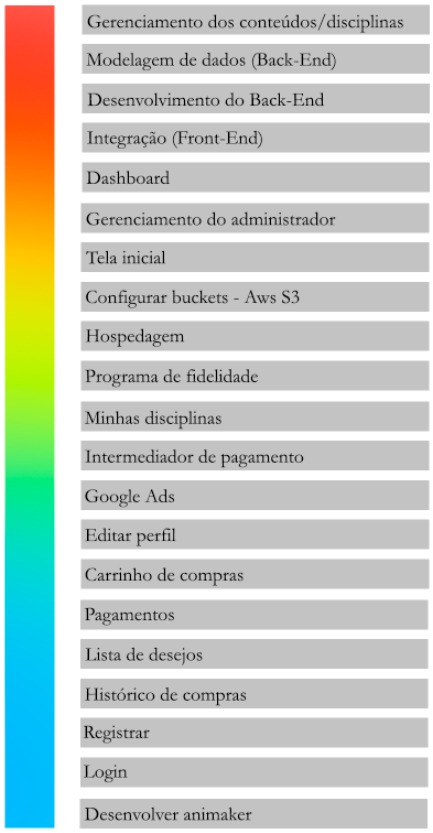 Gerenciamento dos conteúdos/disciplinas
Modelagem de dados (Back-End)
Desenvolvimento do Back-End
Integração (Front-End)
Dashboard
Gerenciamento do administrador
Tela inicial
Configurar buckets - Aws S3
Hospedagem
Programa de fidelidade
Minhas disciplinas
Intermediador de pagamento
Google Ads
Editar perfil
Carrinho de compras
Pagamentos
Lista de desejos
Histórico de compras
Registrar
Login
Desenvolver animaker